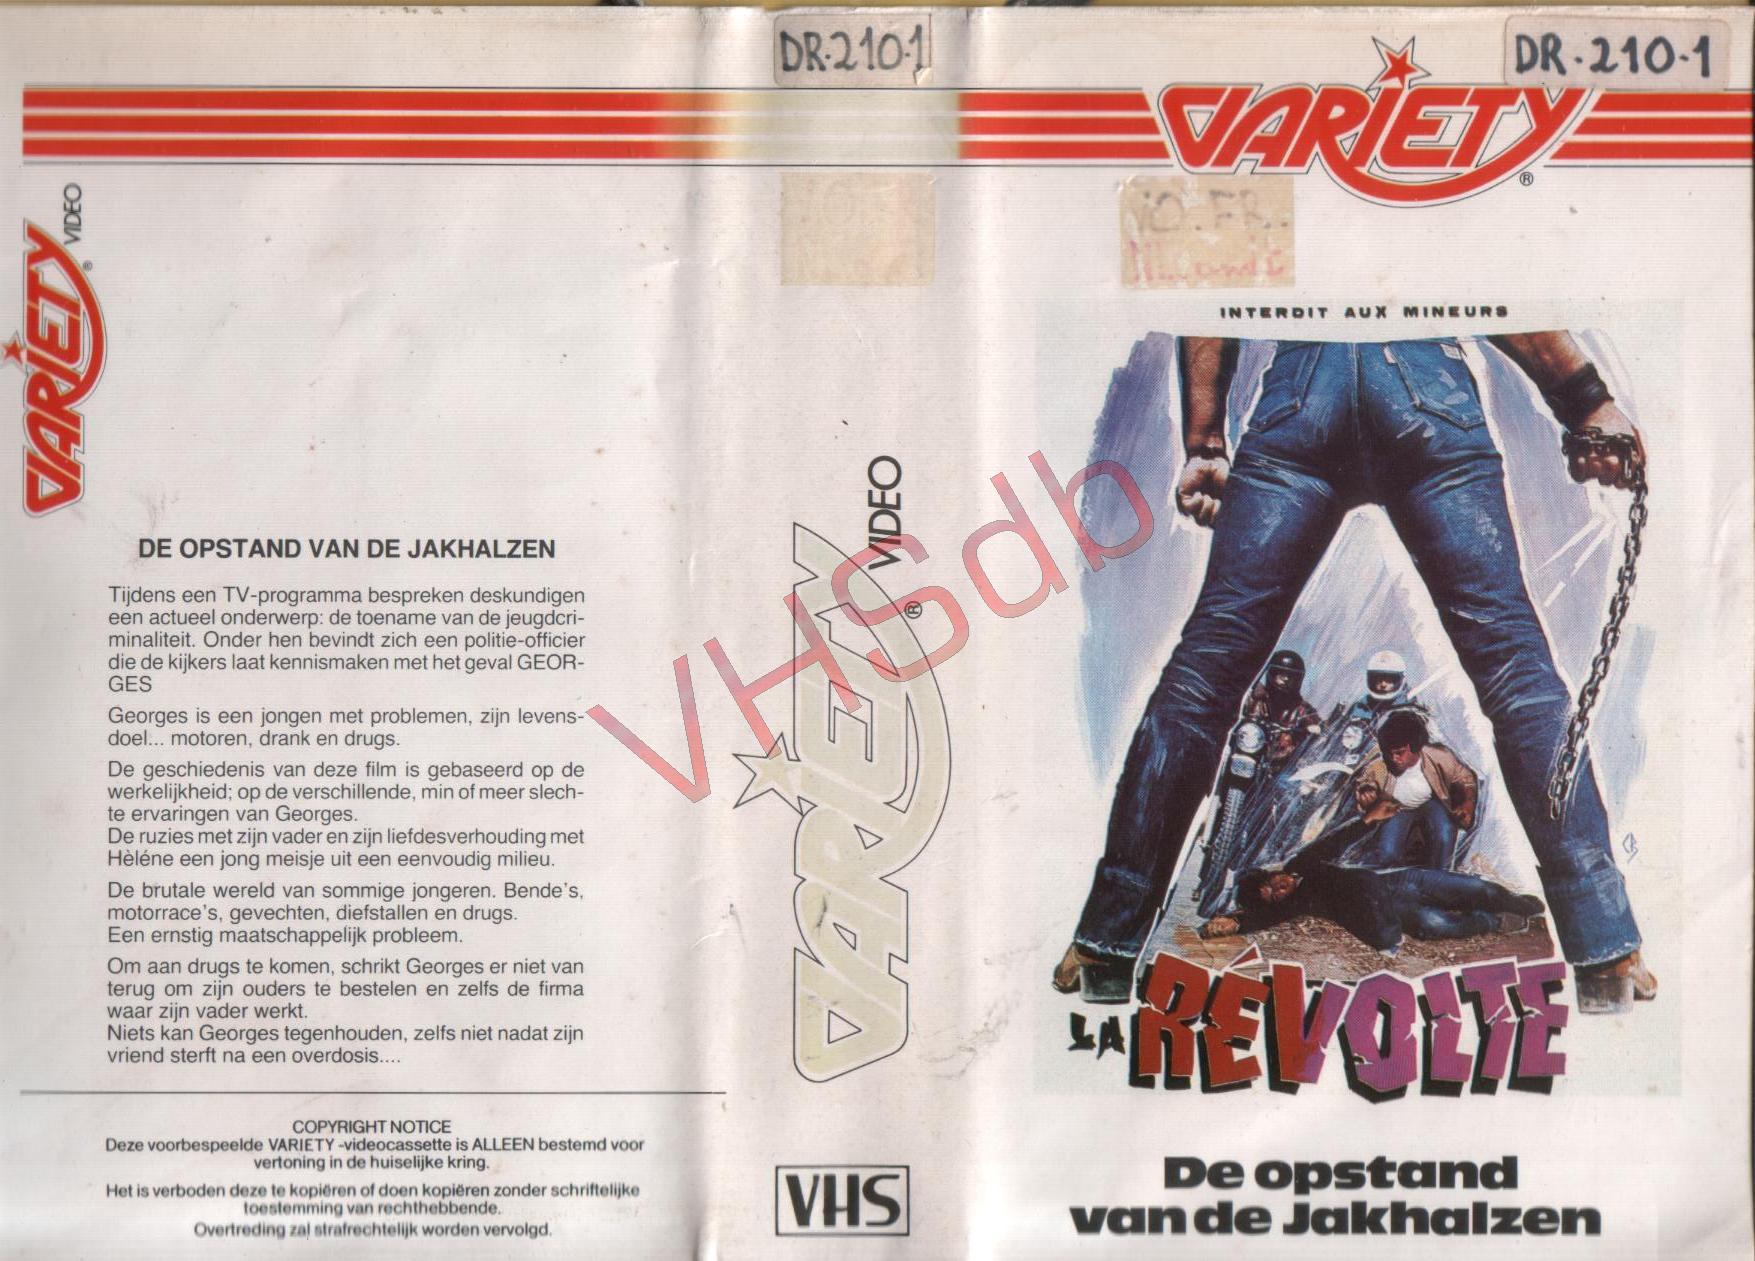 VARIETY
®
VIDEO
DE OPSTAND VAN DE JAKHALZEN
Tijdens een TV-programma bespreken deskundigen
een actueel onderwerp: de toename van de jeugdcri-
minaliteit. Onder hen bevindt zich een politie-officier
die de kijkers laat kennismaken met het geval GEOR-
GES
Georges is een jongen met problemen, zijn levens-
doel... motoren, drank en drugs.
De geschiedenis van deze film is gebaseerd op de
werkelijkheid; op de verschillende, min of meer slech-
te ervaringen van Georges.
De ruzies met zijn vader en zijn liefdesverhouding met
Hèléne een jong meisje uit een eenvoudig milieu.
De brutale wereld van sommige jongeren. Bende's,
motorrace's, gevechten, diefstallen en drugs.
Een ernstig maatschappelijk probleem.
Om aan drugs te komen, schrikt Georges er niet van
terug om zijn ouders te bestelen en zelfs de firma
waar zijn vader werkt.
Niets kan Georges tegenhouden, zelfs niet nadat zijn
vriend sterft na een overdosis....
COPYRIGHT NOTICE
Deze voorbespeelde VARIETY -videocassette is ALLEEN bestemd voor
vertoning in de huiselijke kring.
Het is verboden deze te kopiëren of doen kopiëren zonder schriftelijke
toestemming van rechthebbende.
Overtreding zal strafrechtelijk worden vervolgd.
DR-210-1
VARIETY
®
VIDEO
VHS
VHSdb
DR-210-1
VARIETY
®
INTERDIT AUX MINEURS
LA RÉVOLTE
De opstand
van de Jakhalzen